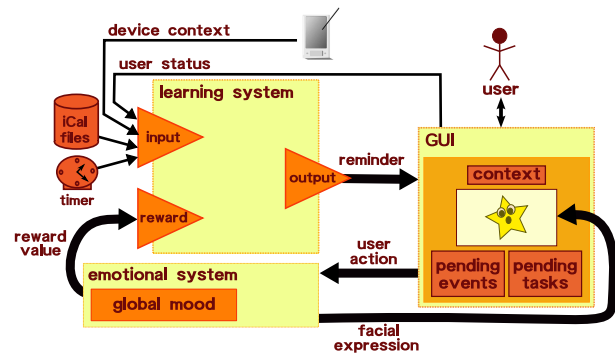 device context
user status
learning system
iCal
files
input
timer
output
reminder
reward
reward
value
user
GUI
context
pending
events
pending
tasks
user
action
emotional system
global mood
facial
expression